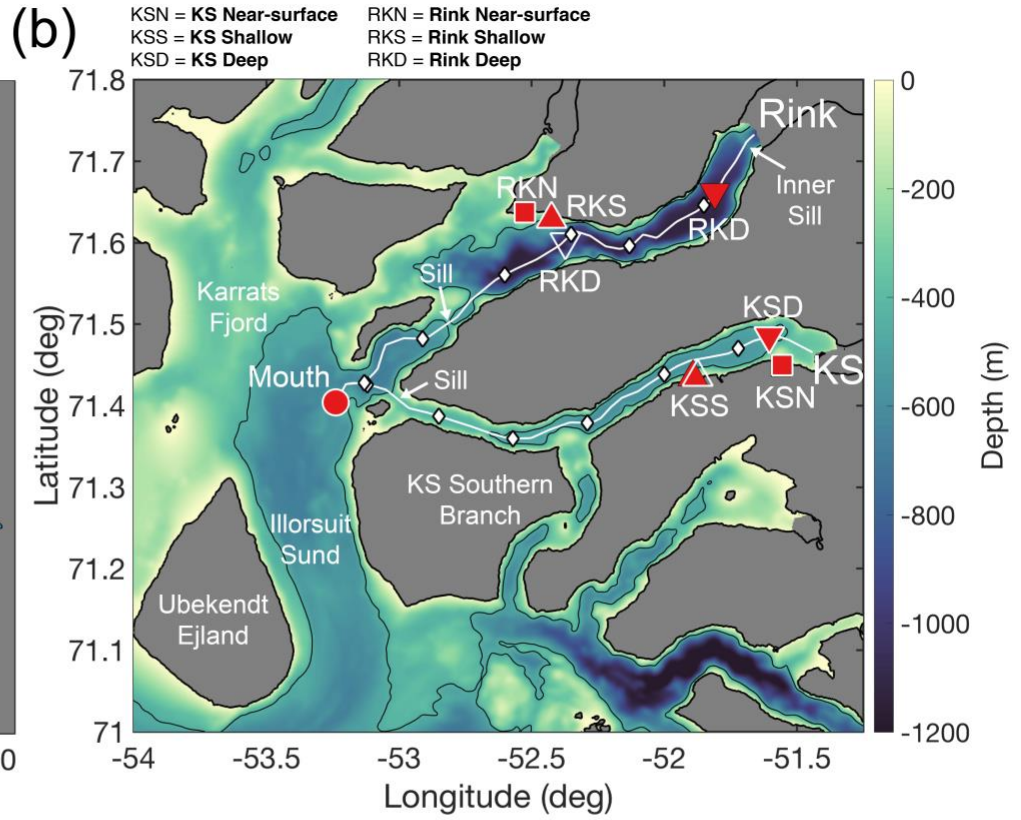 (b)
KSN = KS Near-surface
KSS = KS Shallow
KSD = KS Deep
RKN = Rink Near-surface
RKS = Rink Shallow
RKD = Rink Deep
71.8
71.7
71.6
71.5
71.4
71.3
71.2
71.1
71
Latitude (deg)
Rink
Inner
Sill
RKN
RKS
RKD
RKD
Sill
Karrats
Fjord
KSD
Mouth
Sill
KS
KSS
KSN
KS Southern
Branch
Illorsuit
Sund
Ubekendt
Ejland
0
-54
-53.5
-53
-52.5
-52
-51.5
Longitude (deg)
0
-200
-400
-600
-800
-1000
-1200
Depth (m)